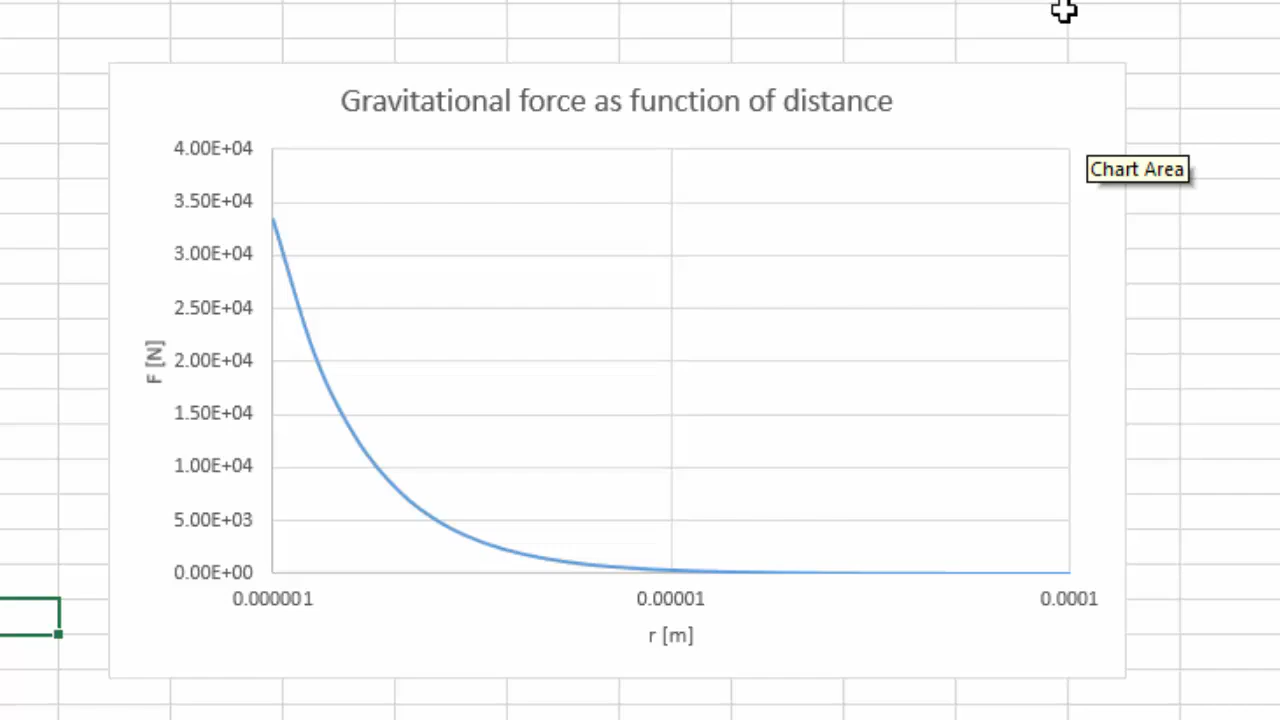 Gravitational force as function of distance
4.00E+04
Chart Area
3.50E+04
3.00E+04
2.50E+04
F [N]
2.00E+04
1.50E+04
1.00E+04
5.00E+03
0.00E+00
0.000001 0.00001 0.0001
r [m]